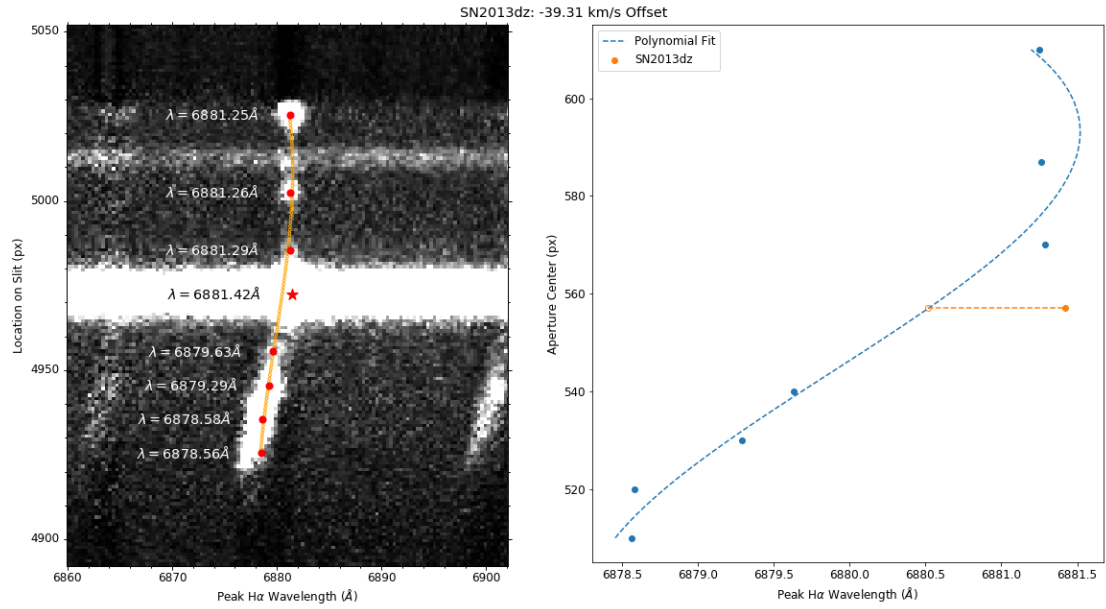 SN2013dz: -39.31 km/s Offset
5050
5000
4950
4900
Location on Slit (px)
λ = 6881.25Å
λ = 6881.26Å
λ = 6881.29Å
λ = 6881.42Å
λ = 6879.63Å
λ = 6879.29Å
λ = 6878.58Å
λ = 6878.56Å
6860
6870
6880
6890
6900
Peak Hα Wavelength (Å)
Polynomial Fit
SN2013dz
600
580
560
540
520
Aperture Center (px)
6878.5
6879.0
6879.5
6880.0
6880.5
6881.0
6881.5
Peak Hα Wavelength (Å)